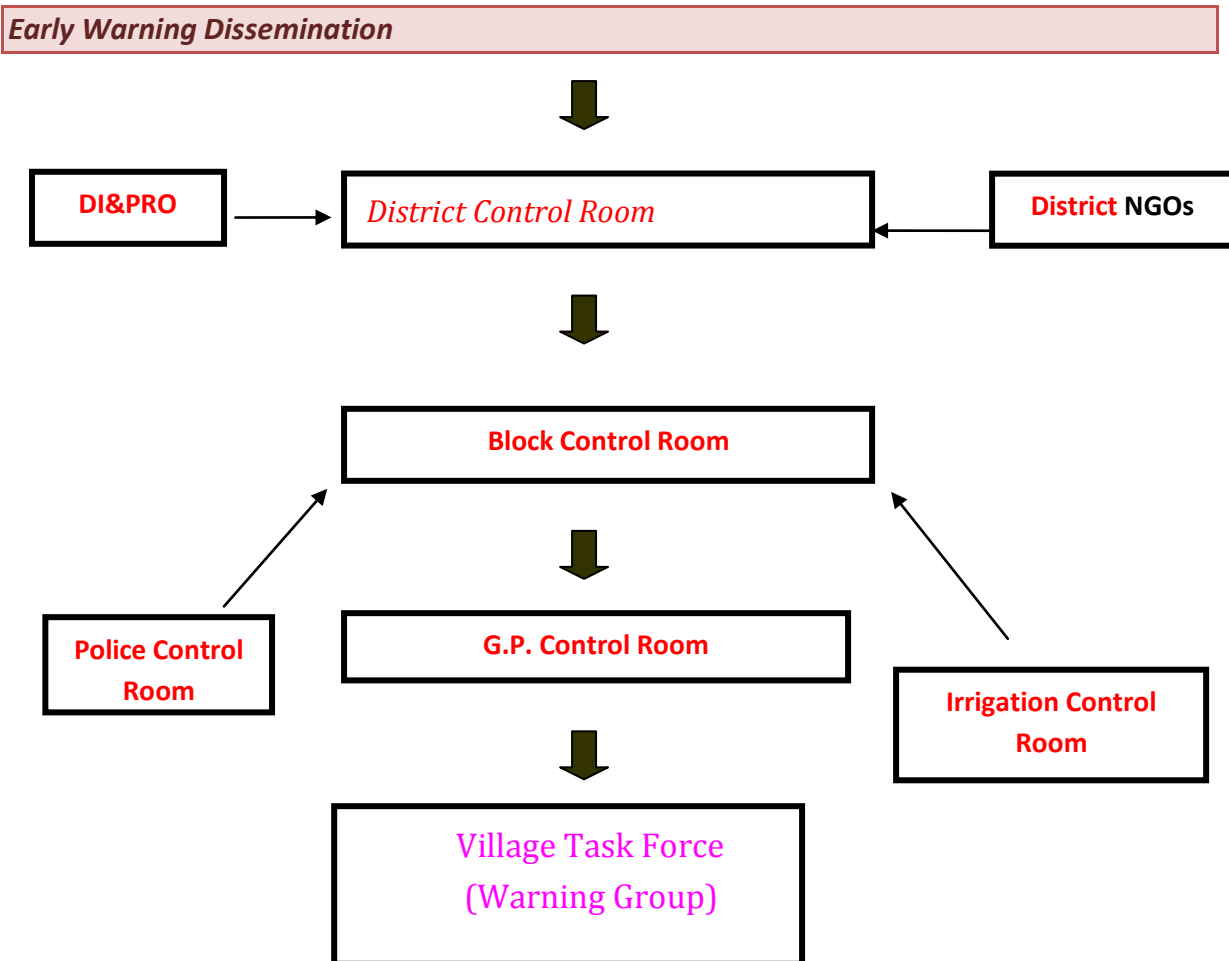 Early Warning Dissemination
DI&PRO
District Control Room
District NGOs
Block Control Room
Police Control
Room
G.P. Control Room
Irrigation Control
Room
Village Task Force
(Warning Group)